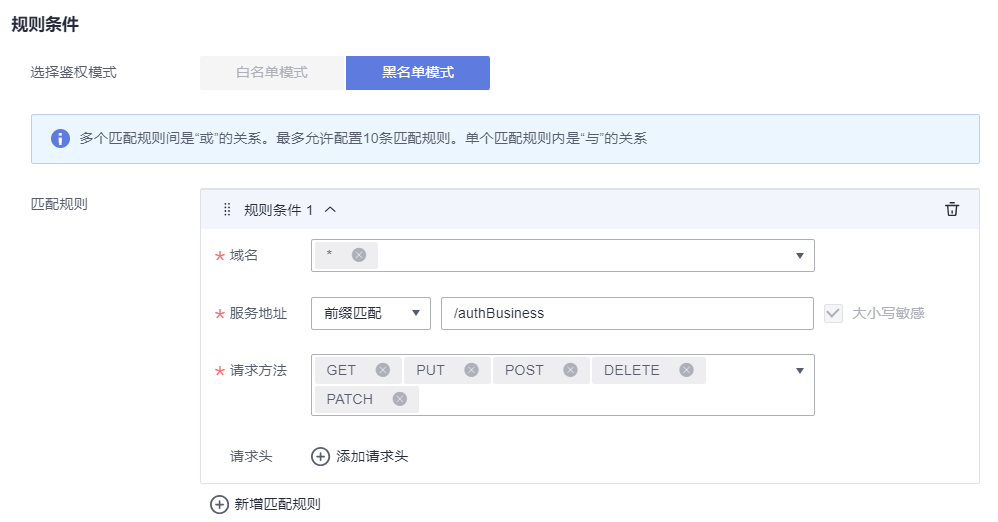 规则条件
选择鉴权模式 白名单模式 黑名单模式
多个匹配规则间是“或”的关系。最多允许配置10条匹配规则。单个匹配规则内是“与”的关系
匹配规则 规则条件 1
* 域名 *
* 服务地址 前缀匹配 /authBusiness 大小写敏感
* 请求方法 GET PUT POST DELETE
PATCH
请求头 添加请求头
新增匹配规则